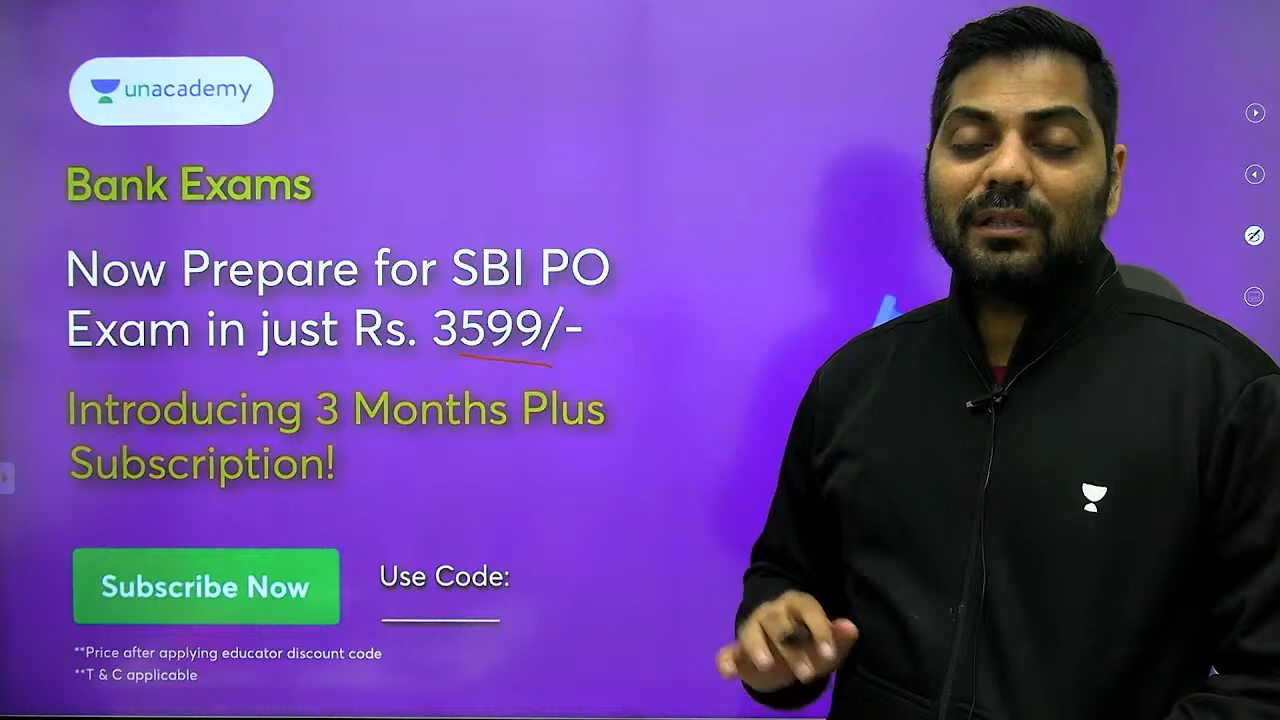 unacademy
Bank Exams
Now Prepare for SBI PO
Exam in just Rs. 3599/-
Introducing 3 Months Plus
Subscription!
Subscribe Now
Use Code:
**Price after applying educator discount code
**T & C applicable